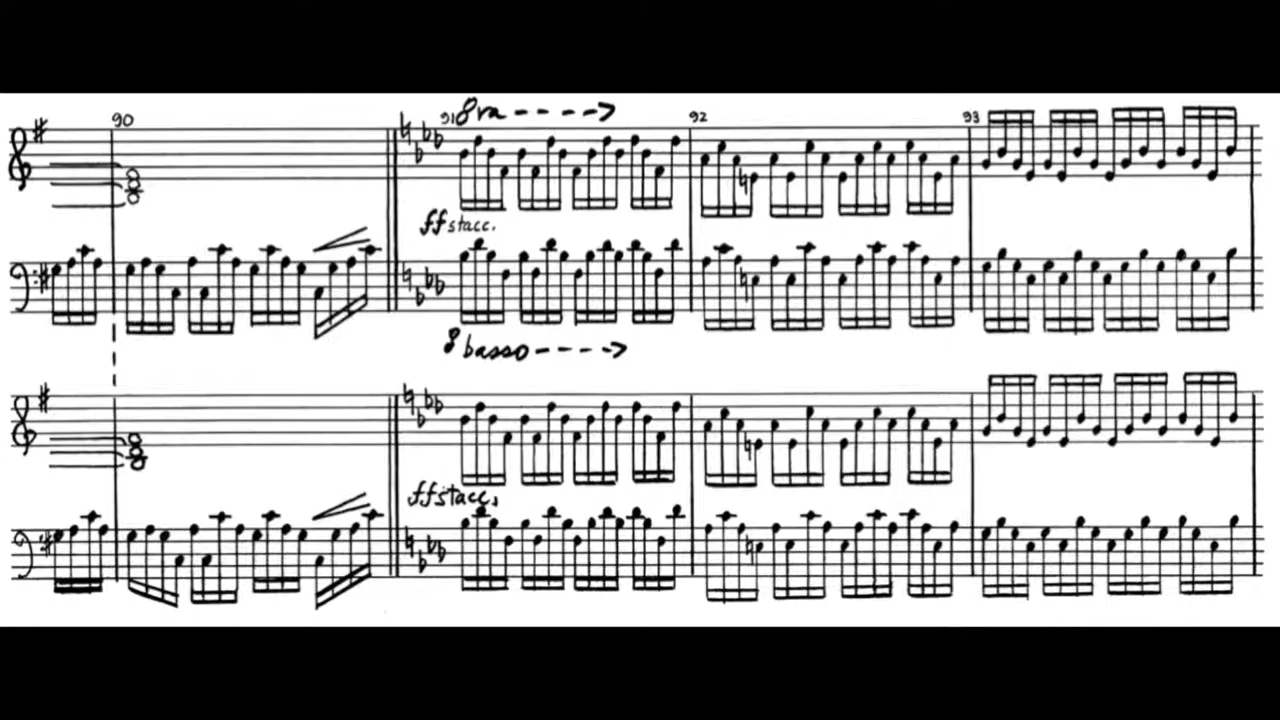 90
91 8va
92
93
ff stacc.
8 basso
ff stacc.